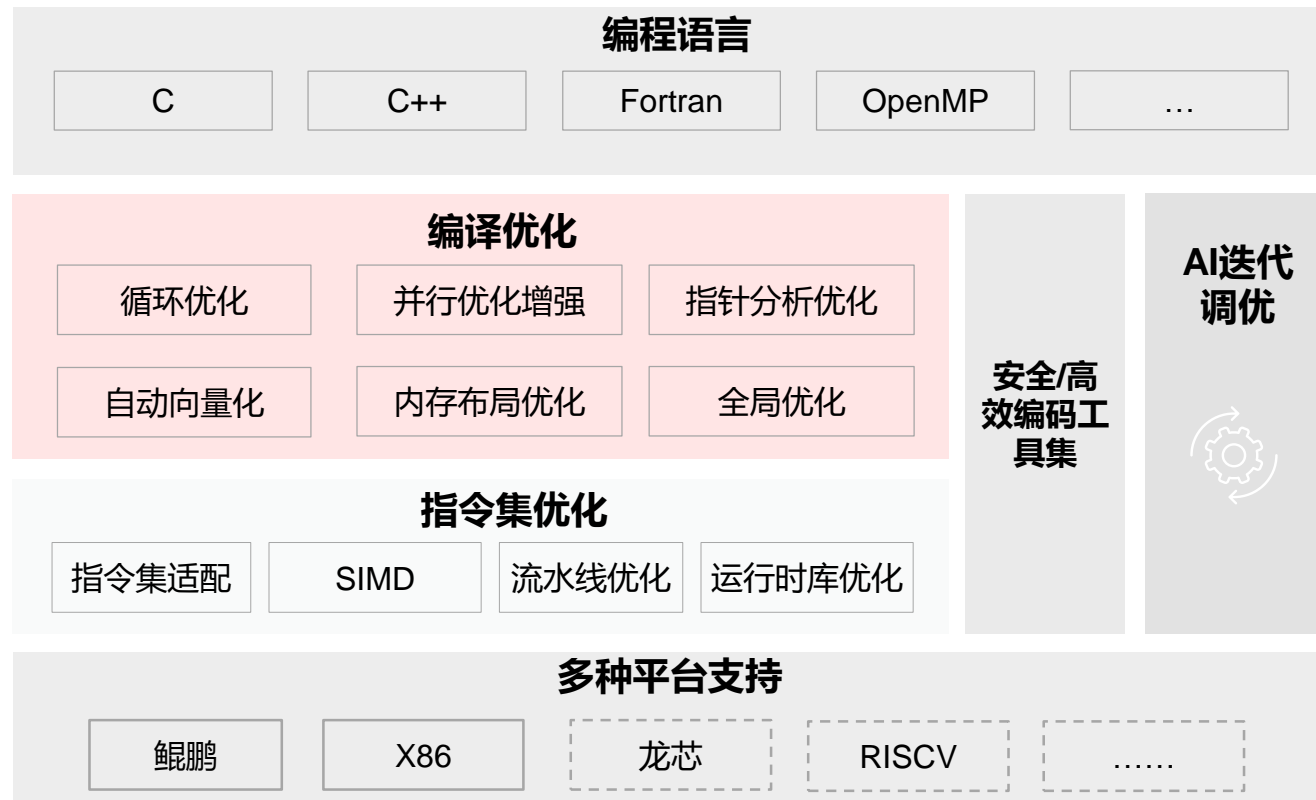 编程语言
C
C++
Fortran
OpenMP
…
编译优化
循环优化
并行优化增强
指针分析优化
自动向量化
内存布局优化
全局优化
指令集优化
指令集适配
SIMD
流水线优化
运行时库优化
安全/高
效编码工
具集
AI迭代
调优
多种平台支持
鲲鹏
X86
龙芯
RISCV
……